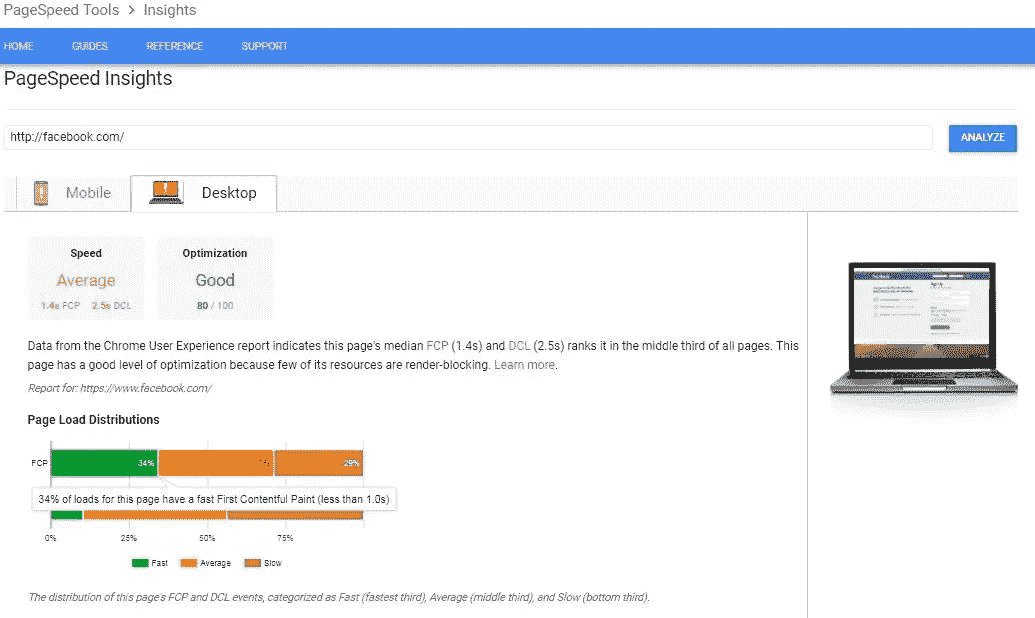 PageSpeed Tools > Insights
HOME GUIDES REFERENCE SUPPORT
PageSpeed Insights
http://facebook.com/
ANALYZE
Mobile
Desktop
Speed
Average
1.4s FCP 2.5s DCL
Optimization
Good
80 / 100
Data from the Chrome User Experience report indicates this page's median FCP (1.4s) and DCL (2.5s) ranks it in the middle third of all pages. This
page has a good level of optimization because few of its resources are render-blocking. Learn more.
Report for: https://www.facebook.com/
Page Load Distributions
FCP 34% 29%
34% of loads for this page have a fast First Contentful Paint (less than 1.0s)
0% 25% 50% 75%
Fast Average Slow
The distribution of this page's FCP and DCL events, categorized as Fast (fastest third), Average (middle third), and Slow (bottom third).